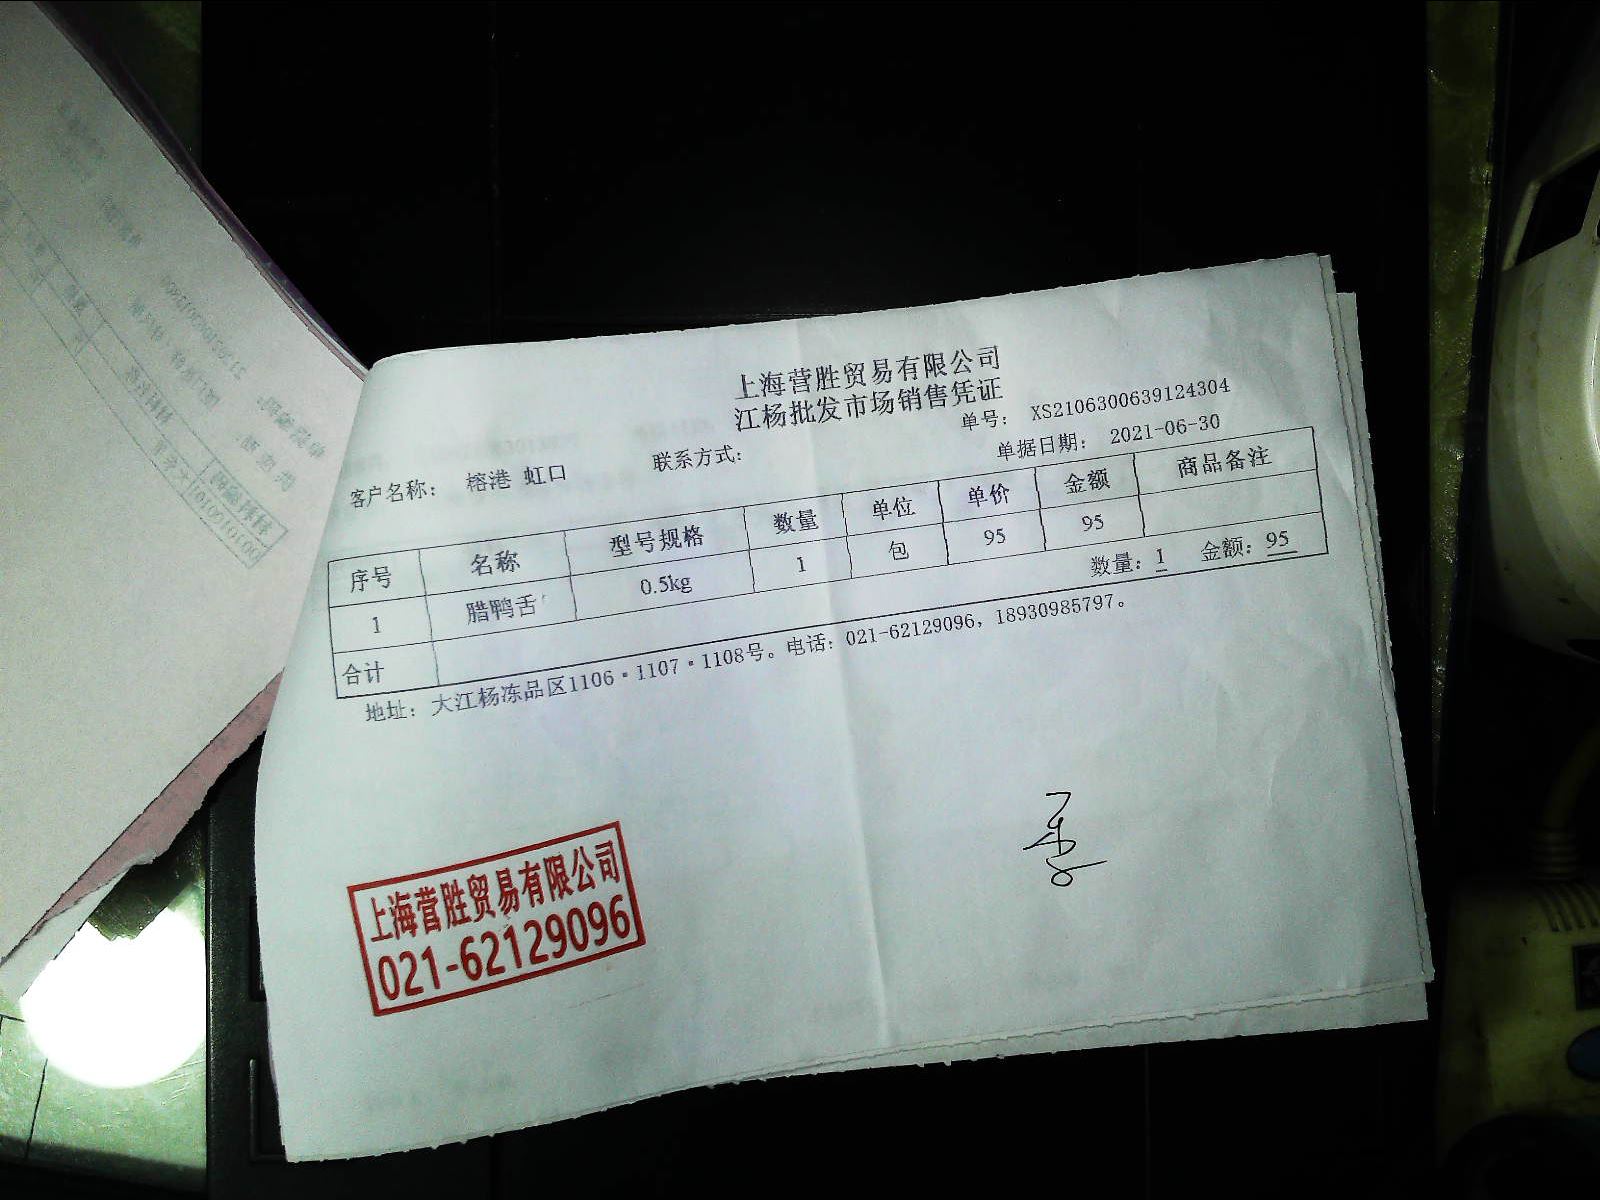 上海营胜贸易有限公司
江杨批发市场销售凭证
单号： XS2106300639124304
客户名称： 榕港 虹口 联系方式： 单据日期： 2021-06-30
序号 名称 型号规格 数量 单位 单价 金额 商品备注
1 腊鸭舌 0.5kg 1 包 95 95
合计 数量：1 金额：95
地址：大江杨冻品区1106▪1107▪1108号。电话：021-62129096，18930985797。
上海营胜贸易有限公司
021-62129096